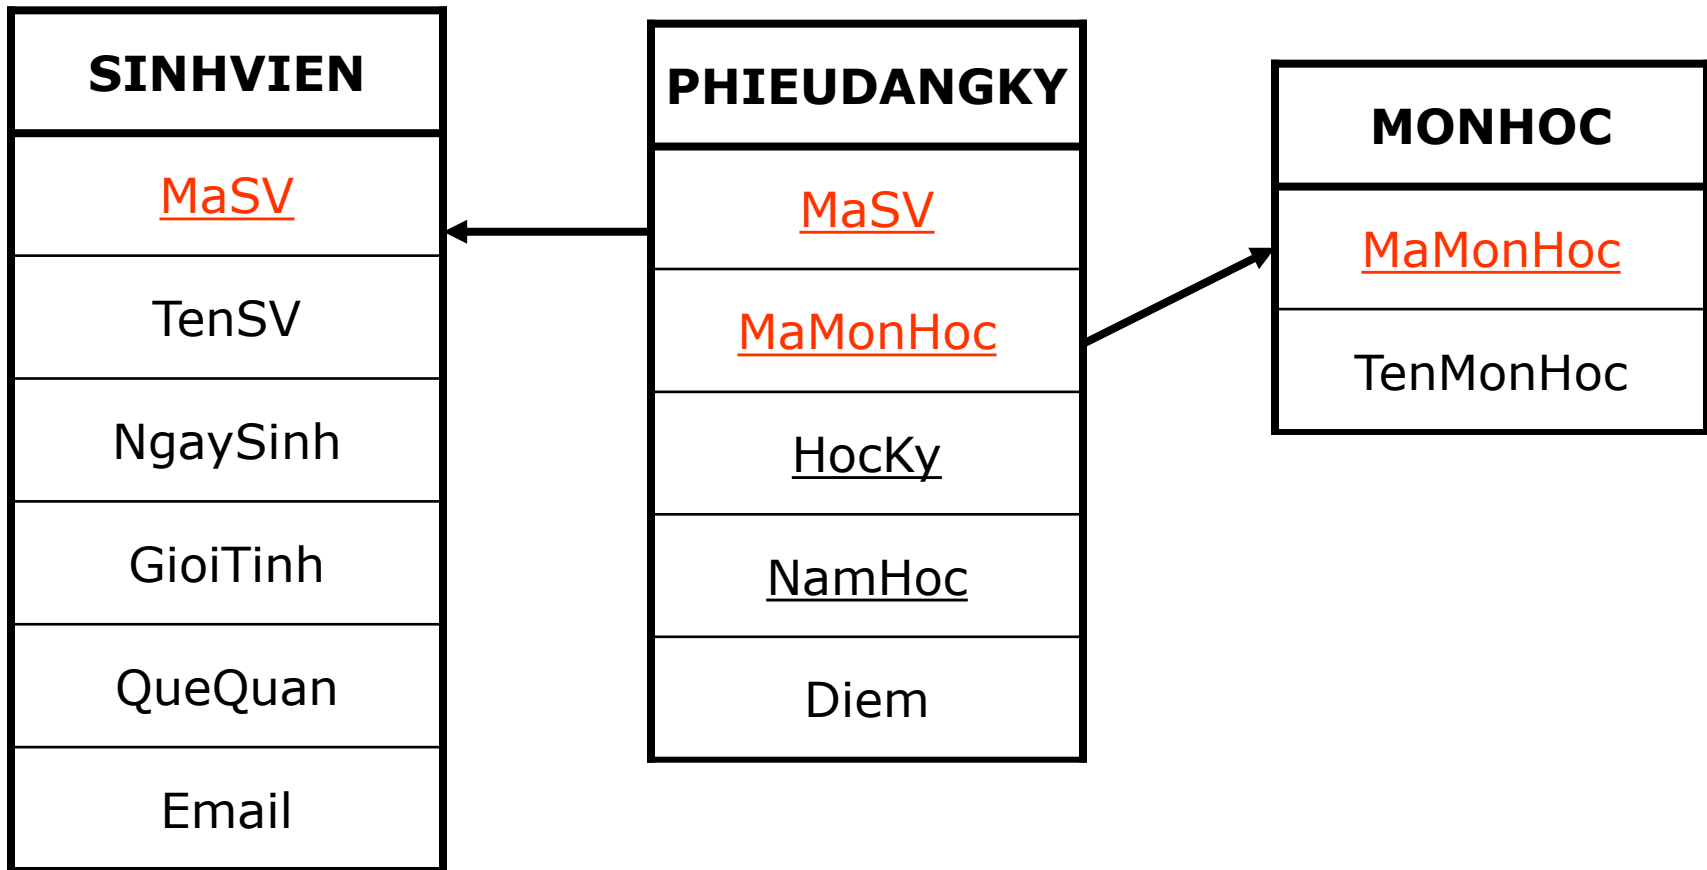 SINHVIEN
MaSV
TenSV
NgaySinh
GioiTinh
QueQuan
Email
PHIEUDANGKY
MaSV
MaMonHoc
HocKy
NamHoc
Diem
MONHOC
MaMonHoc
TenMonHoc